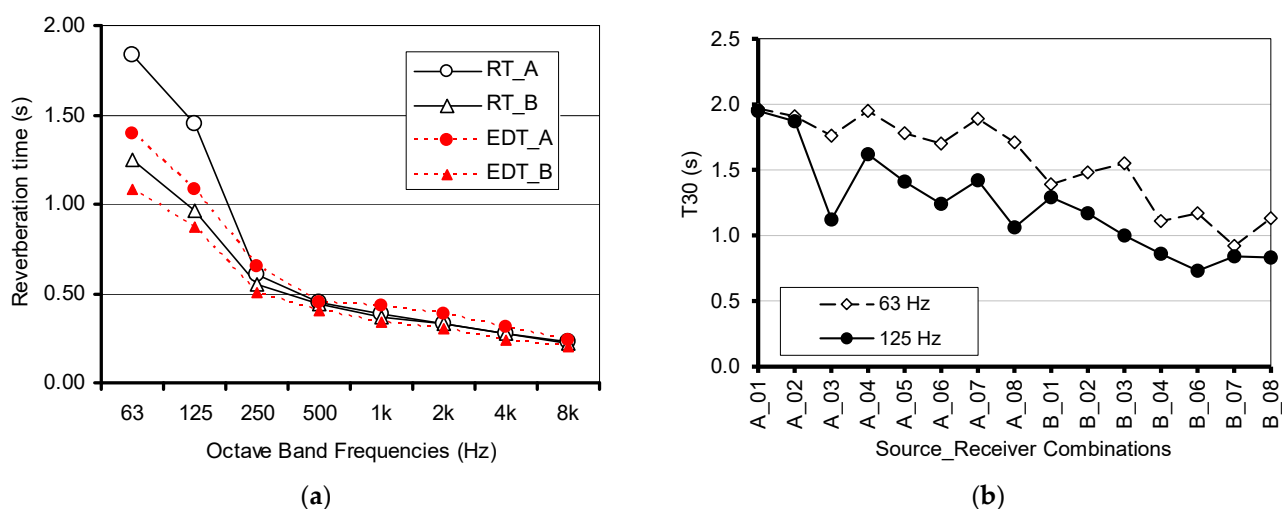 2.00
1.50
1.00
0.50
0.00
Reverberation time (s)
RT_A
RT_B
EDT_A
EDT_B
63 125 250 500 1k 2k 4k 8k
Octave Band Frequencies (Hz)
(a)
2.5
2.0
1.5
1.0
0.5
0.0
T30 (s)
63 Hz
125 Hz
A_01 A_02 A_03 A_04 A_05 A_06 A_07 A_08 B_01 B_02 B_03 B_04 B_06 B_07 B_08
Source_Receiver Combinations
(b)